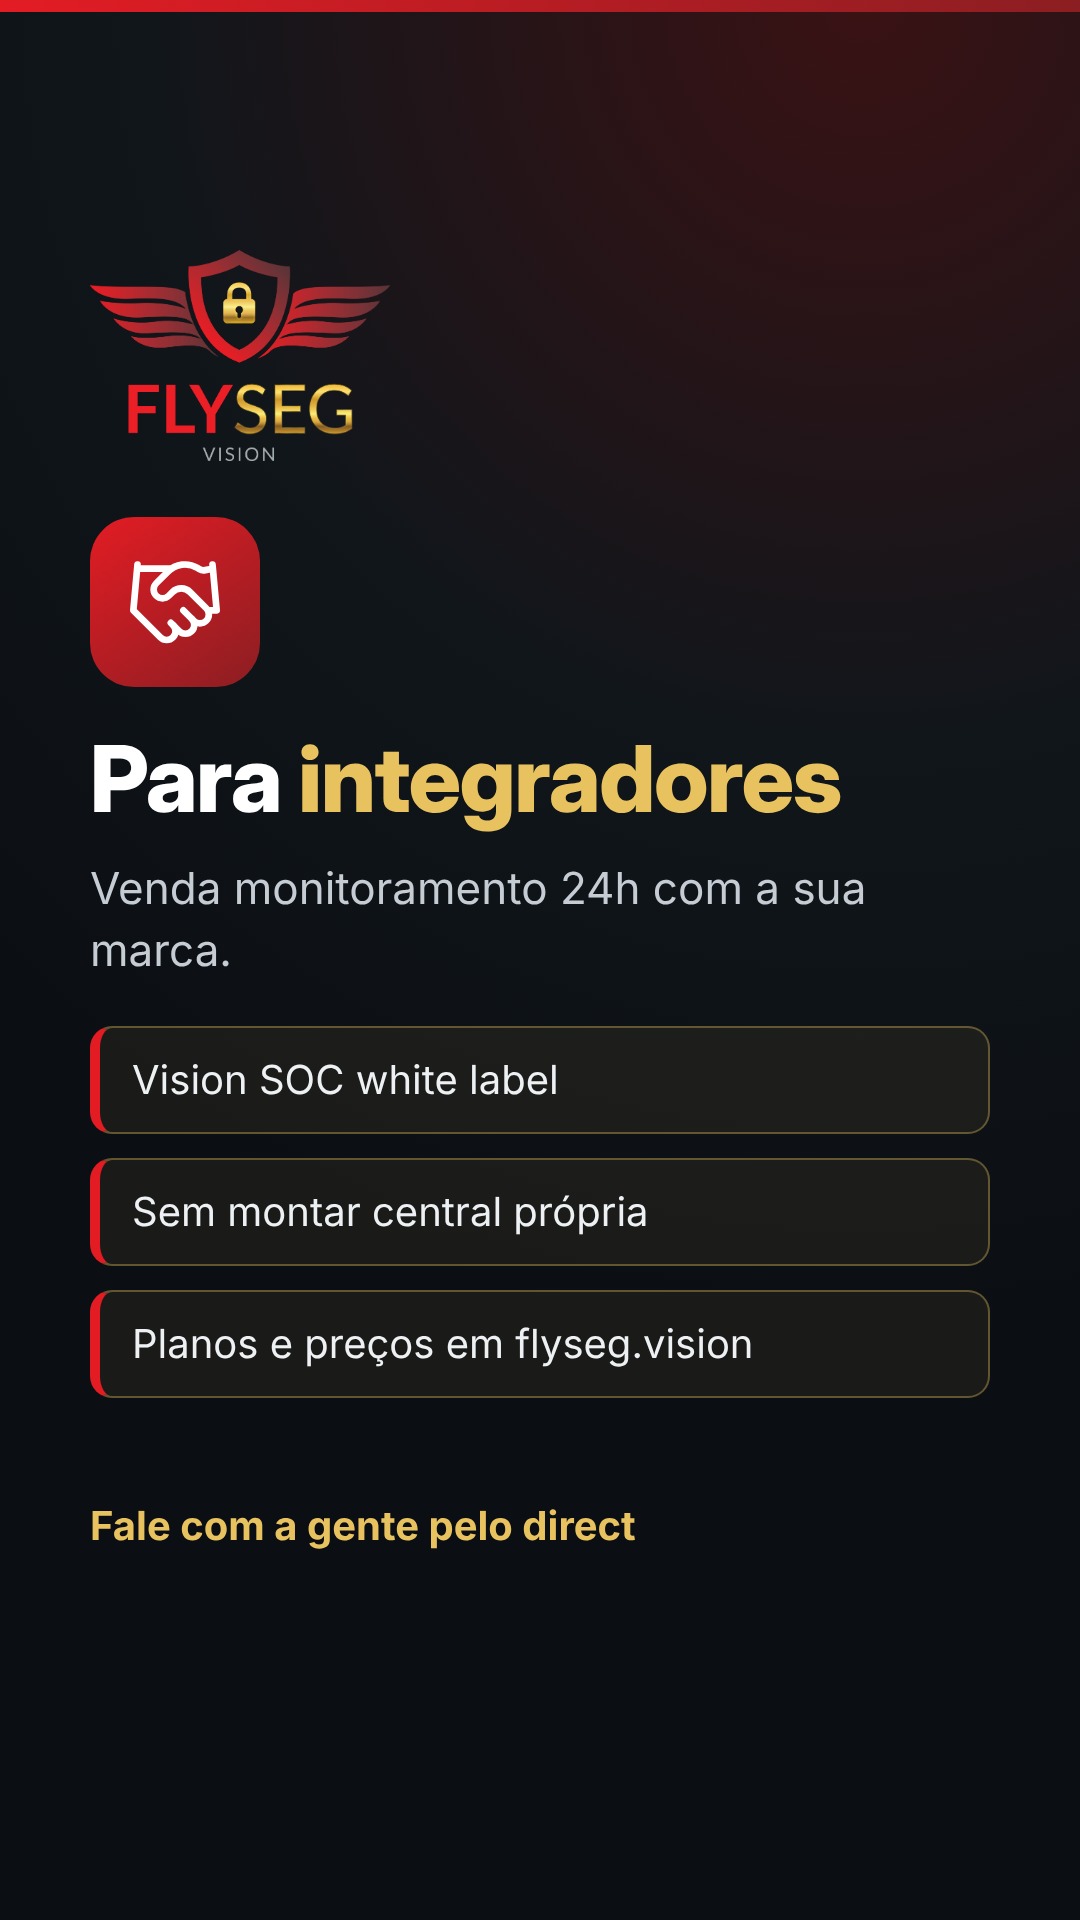 FLYSEG
VISION
Para integradores
Venda monitoramento 24h com a sua
marca.
Vision SOC white label
Sem montar central própria
Planos e preços em flyseg.vision
Fale com a gente pelo direct